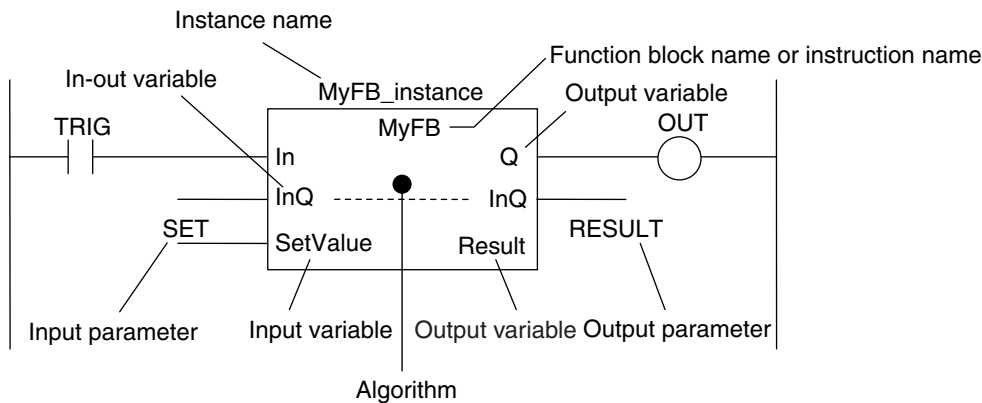 Instance name
Function block name or instruction name
In-out variable
MyFB_instance
Output variable
TRIG
MyFB
OUT
In
Q
InQ
InQ
SET
SetValue
Result
RESULT
Input parameter
Input variable
Output variable
Output parameter
Algorithm